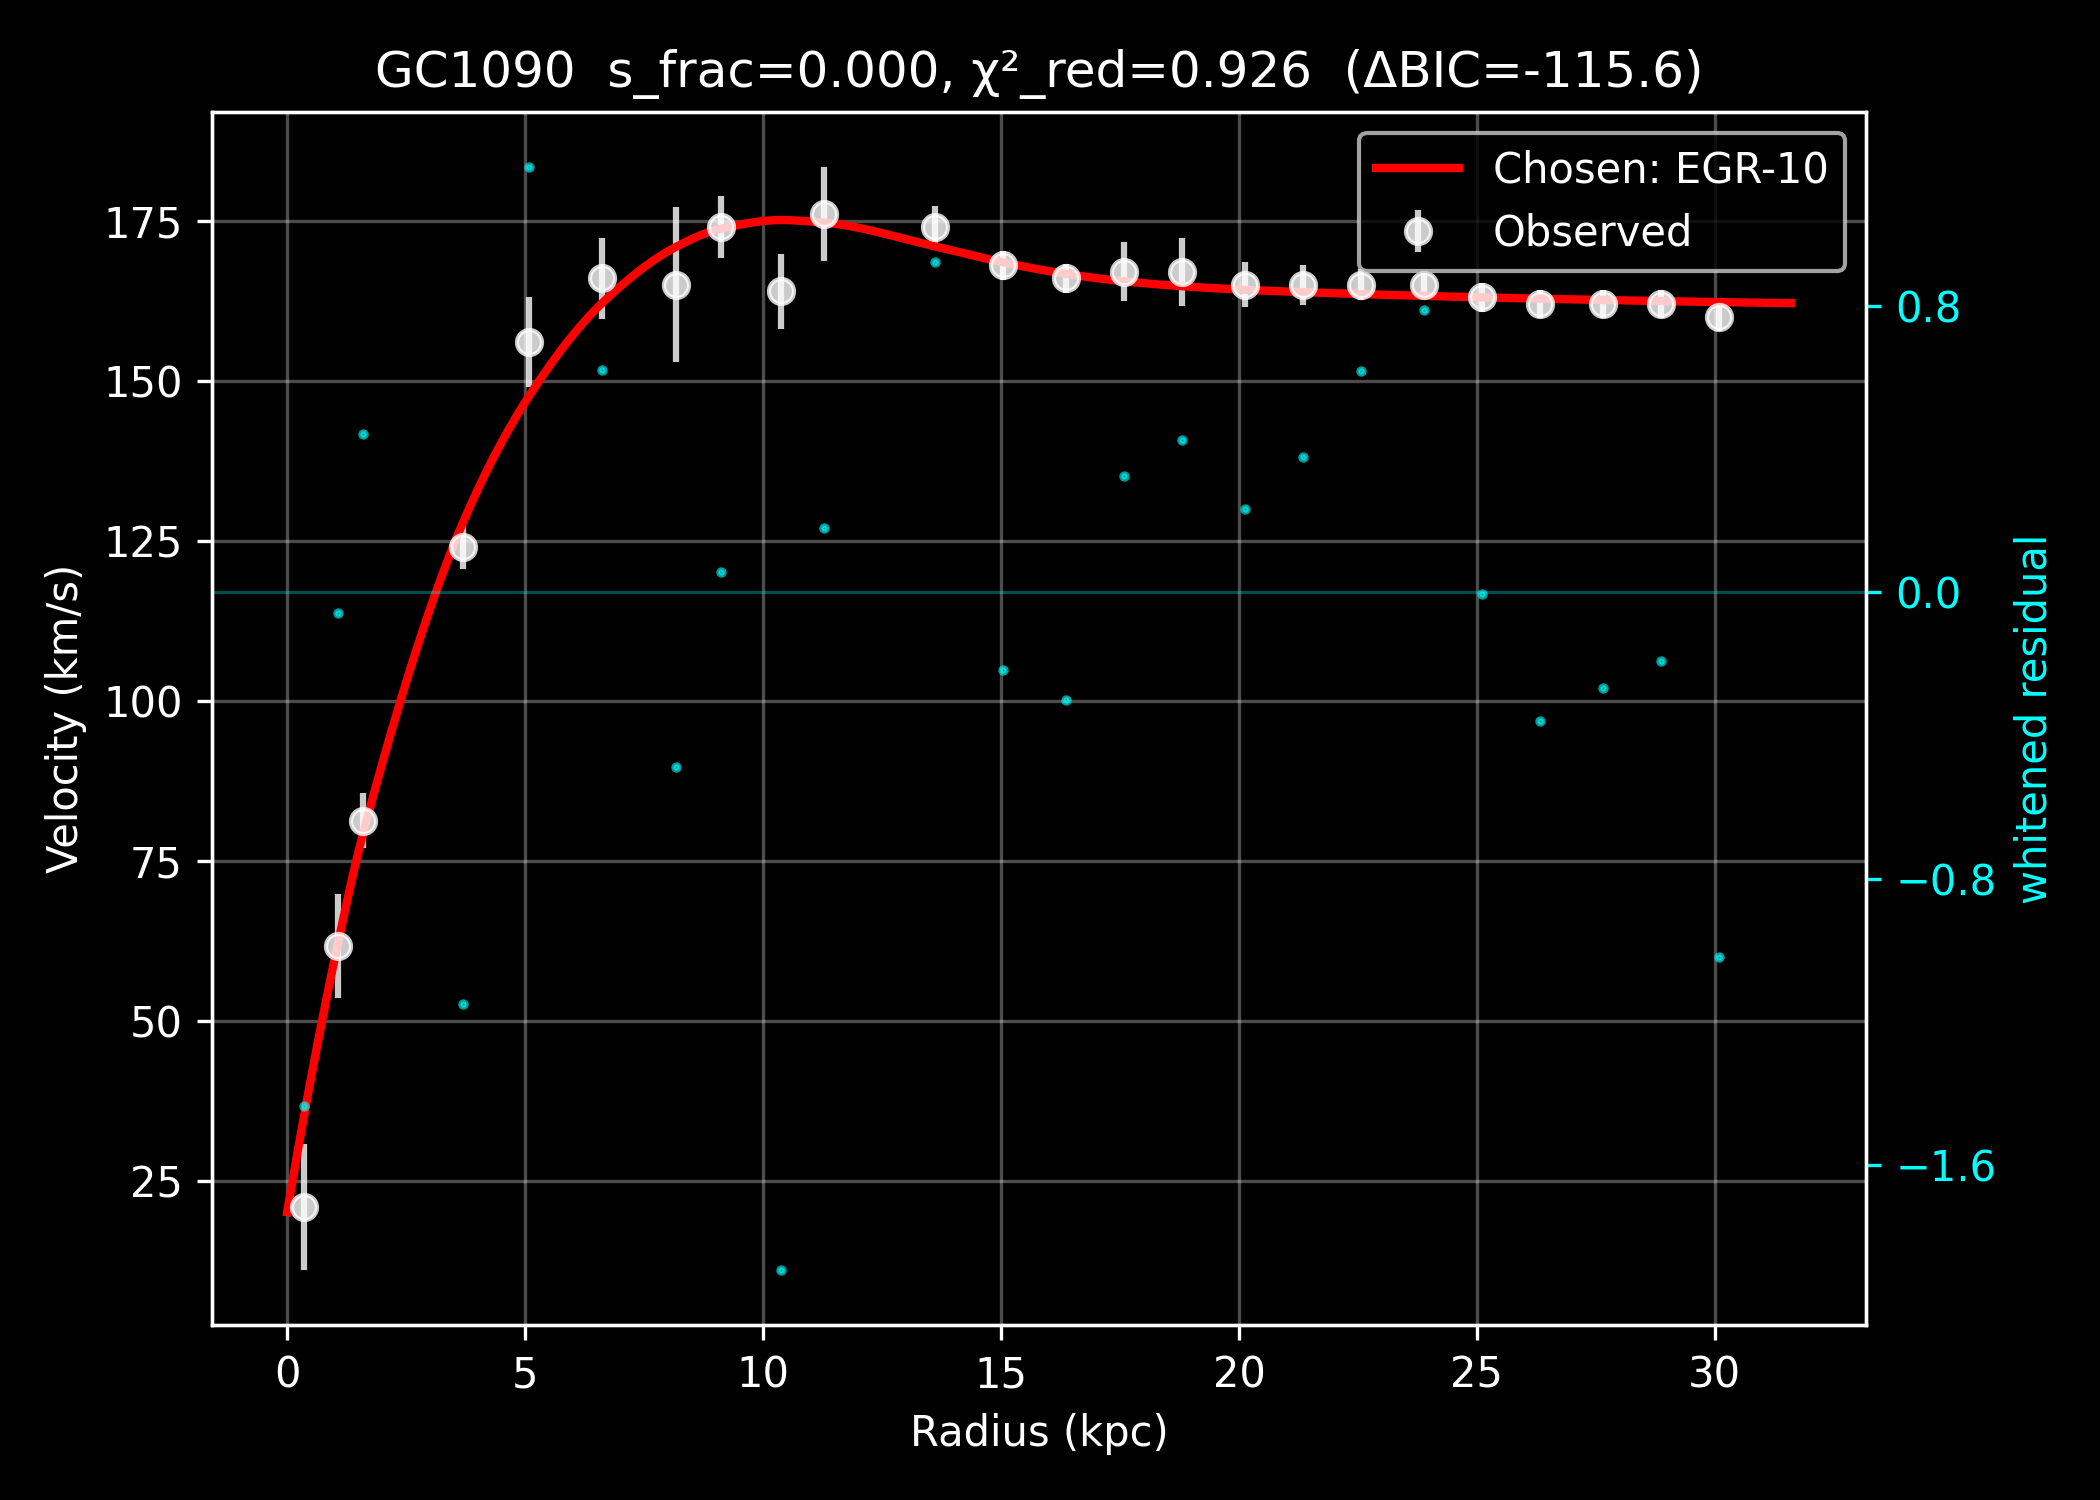 GC1090  s_frac=0.000, χ²_red=0.926  (ΔBIC=-115.6)
Chosen: EGR-10
Observed
175
150
125
100
75
50
25
Velocity (km/s)
0.8
0.0
−0.8
−1.6
whitened residual
0 5 10 15 20 25 30
Radius (kpc)